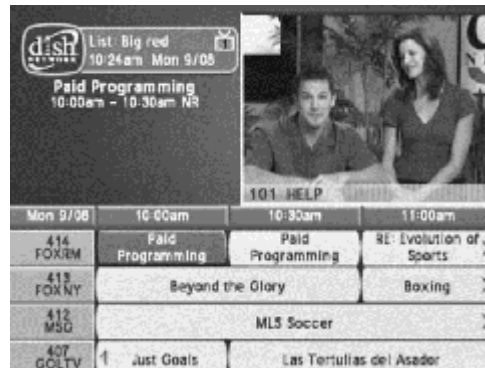 dish
NETWORK
List: Big red
1
10:24am Mon 9/08
Paid Programming
10:00am - 10:30am NR
101 HELP
Mon 9/08 10:00am 10:30am 11:00am
414 FOXRM Paid Programming Paid Programming RE: Evolution of Sports
413 FOXNY Beyond the Glory Boxing
412 MSG MLS Soccer
407 GOLTV Just Goals Las Tertulias del Asador